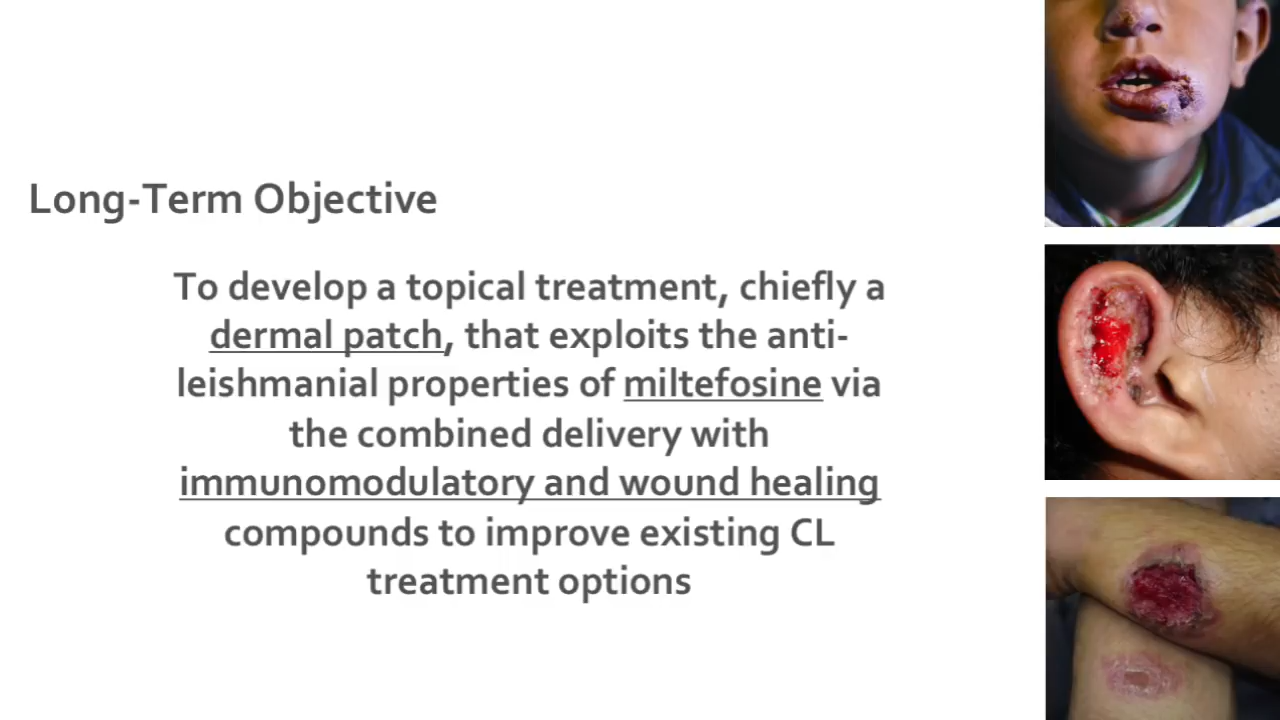 Long-Term Objective
To develop a topical treatment, chiefly a
dermal patch, that exploits the anti-
leishmanial properties of miltefosine via
the combined delivery with
immunomodulatory and wound healing
compounds to improve existing CL
treatment options